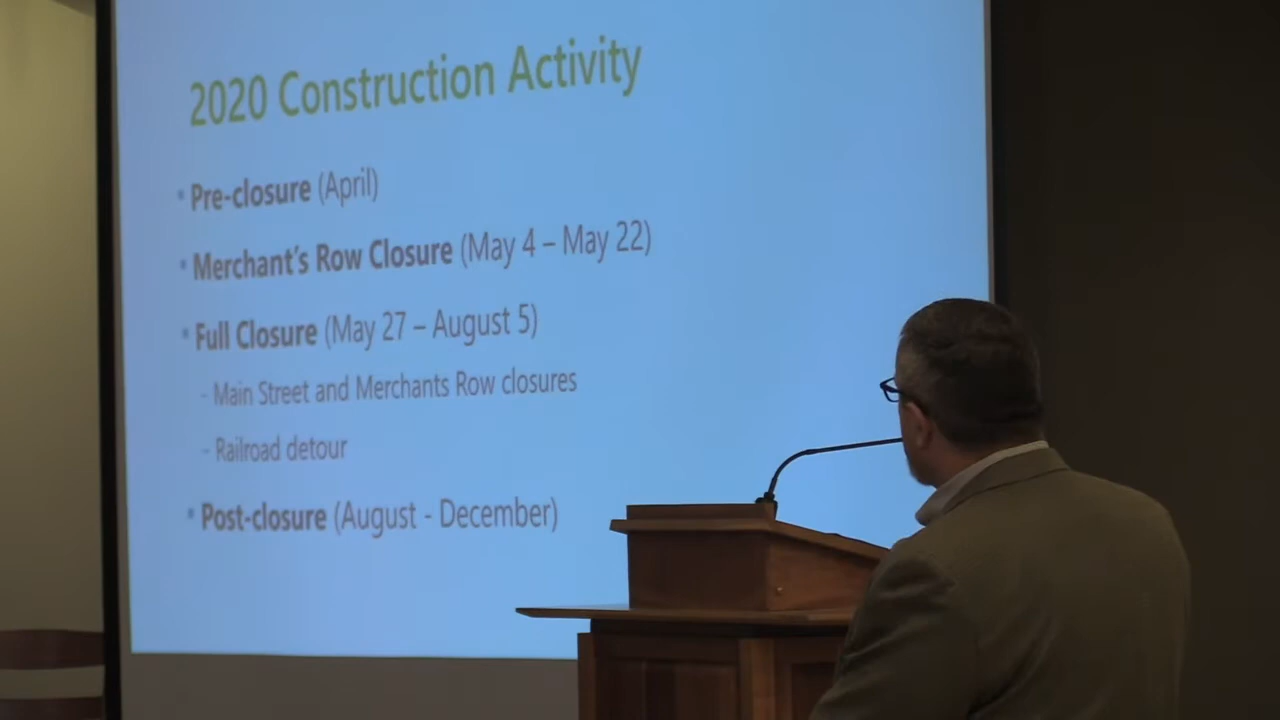 2020 Construction Activity
• Pre-closure (April)
• Merchant's Row Closure (May 4 – May 22)
• Full Closure (May 27 – August 5)
- Main Street and Merchants Row closures
- Railroad detour
• Post-closure (August - December)